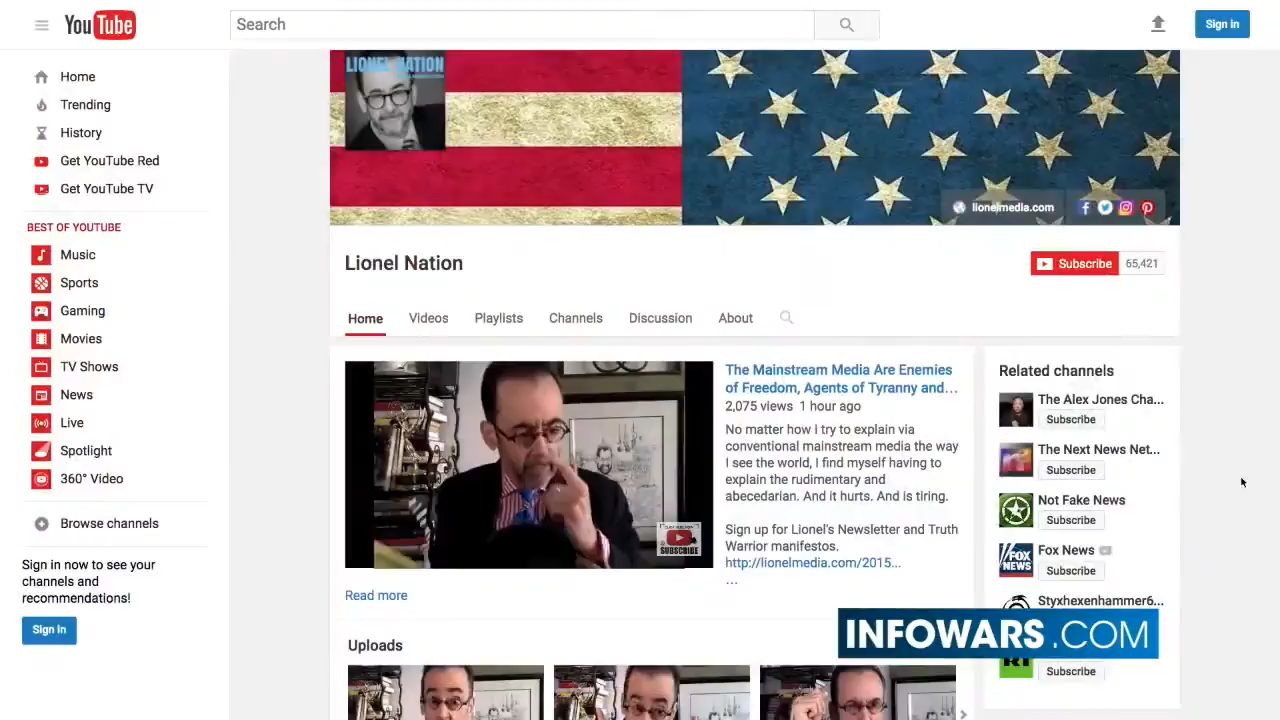 YouTube
Search
Sign in
Home
Trending
History
Get YouTube Red
Get YouTube TV
BEST OF YOUTUBE
Music
Sports
Gaming
Movies
TV Shows
News
Live
Spotlight
360° Video
Browse channels
Sign in now to see your
channels and
recommendations!
Sign in
LIONEL NATION
lionelmedia.com
Lionel Nation
Subscribe 65,421
Home Videos Playlists Channels Discussion About
SUBSCRIBE
The Mainstream Media Are Enemies
of Freedom, Agents of Tyranny and...
2,075 views 1 hour ago
No matter how I try to explain via
conventional mainstream media the way
I see the world, I find myself having to
explain the rudimentary and
abecedarian. And it hurts. And is tiring.
Sign up for Lionel's Newsletter and Truth
Warrior manifestos.
http://lionelmedia.com/2015...
...
Read more
Uploads
Related channels
The Alex Jones Cha...
Subscribe
The Next News Net...
Subscribe
Not Fake News
Subscribe
FOX
NEWS
Fox News
Subscribe
Styxhexenhammer6...
INFOWARS.COM
RT
Subscribe